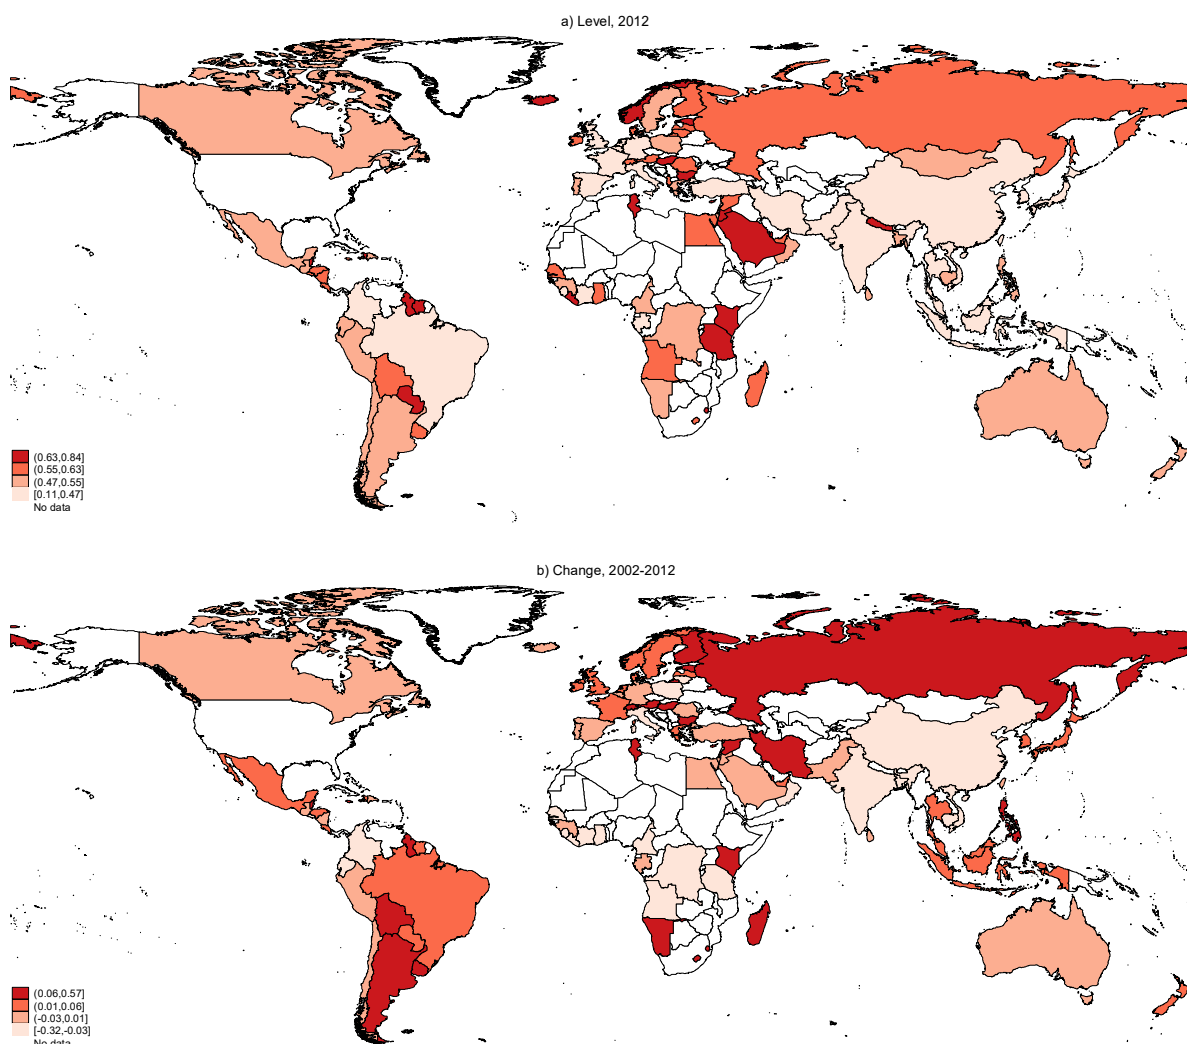 a) Level, 2012
(0.63,0.84]
(0.55,0.63]
(0.47,0.55]
[0.11,0.47]
No data
b) Change, 2002-2012
(0.06,0.57]
(0.01,0.06]
(-0.03,0.01]
[-0.32,-0.03]
No data